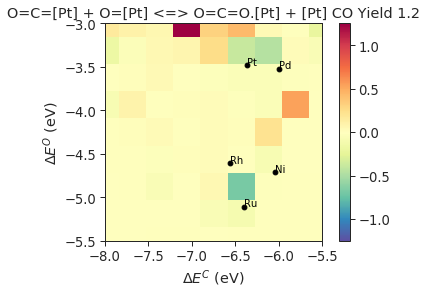 O=C=[Pt] + O=[Pt] <=> O=C=O.[Pt] + [Pt] CO Yield 1.2
−3.0
−3.5
−4.0
−4.5
−5.0
−5.5
ΔE^O (eV)
Pt
Pd
Rh
Ni
Ru
−8.0 −7.5 −7.0 −6.5 −6.0 −5.5
ΔE^C (eV)
1.0
0.5
0.0
−0.5
−1.0